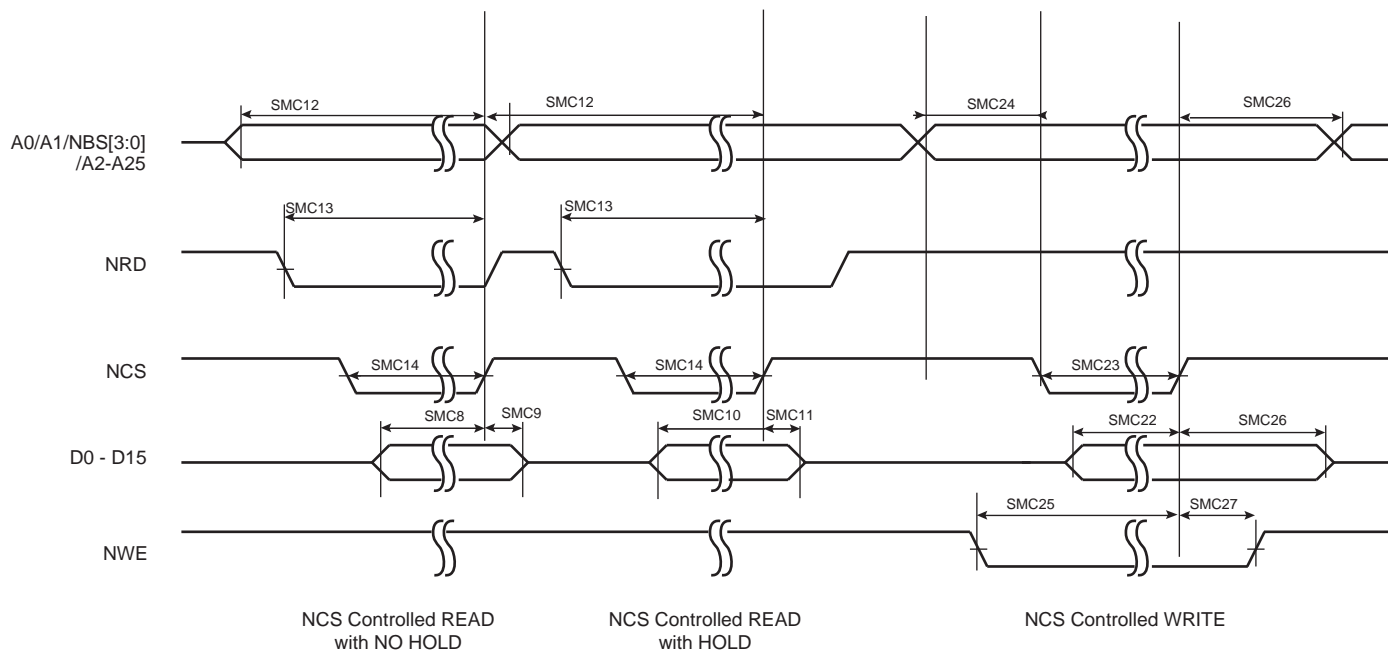 SMC12
SMC12
SMC24
SMC26
A0/A1/NBS[3:0]
/A2-A25
SMC13
SMC13
NRD
NCS
SMC14
SMC14
SMC23
SMC8
SMC9
SMC10
SMC11
SMC22
SMC26
D0 - D15
SMC25
SMC27
NWE
NCS Controlled READ
with NO HOLD
NCS Controlled READ
with HOLD
NCS Controlled WRITE